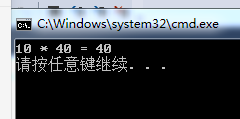 C:\Windows\system32\cmd.exe
10 * 40 = 40
请按任意键继续. . .